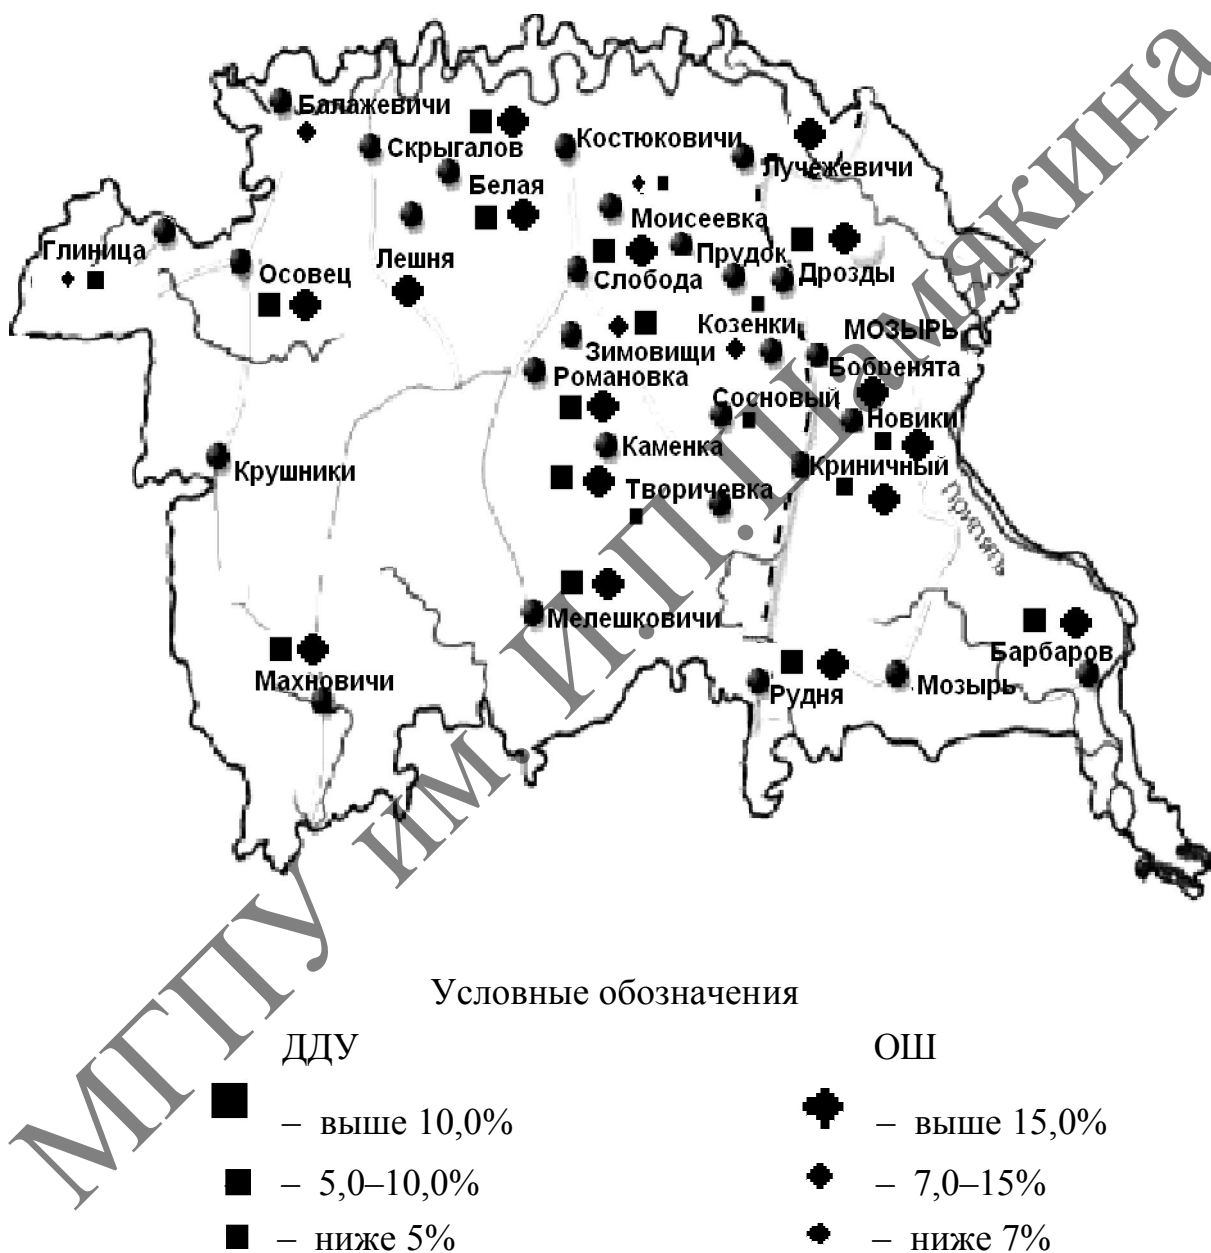 Балажевичи
Скрыгалов
Костюковичи
Лучежевичи
Белая
Моисеевка
Глиница
Осовец
Лешня
Прудок
Слобода
Дрозды
Козенки
МОЗЫРЬ
Зимовищи
Бобренята
Романовка
Сосновый
Новики
Каменка
Крушники
Криничный
Творичевка
Припять
Мелешковичи
Барбаров
Махновичи
Рудня
Мозырь
МГПУ им. И.П.Шамякина
Условные обозначения
ДДУ ОШ
– выше 10,0% – выше 15,0%
– 5,0–10,0% – 7,0–15%
– ниже 5% – ниже 7%